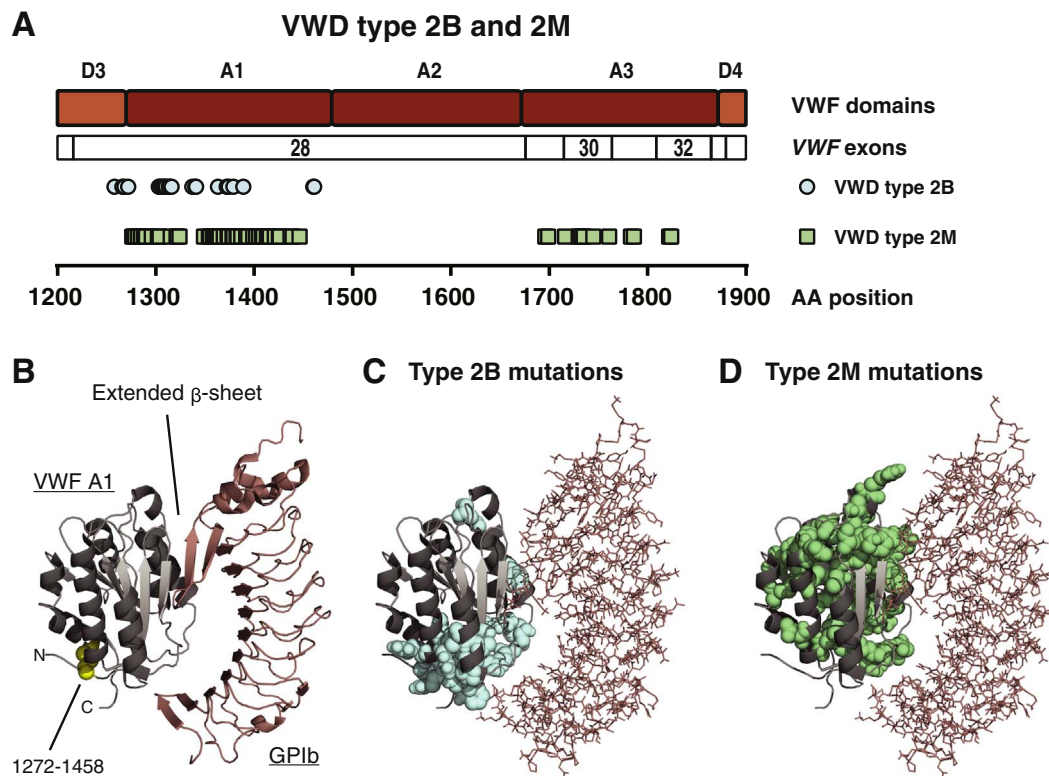 A
VWD type 2B and 2M
D3 A1 A2 A3 D4
VWF domains
28 30 32
VWF exons
VWD type 2B
VWD type 2M
1200 1300 1400 1500 1600 1700 1800 1900
AA position
B
Extended β-sheet
VWF A1
N
C
1272-1458
GPIb
C Type 2B mutations
D Type 2M mutations